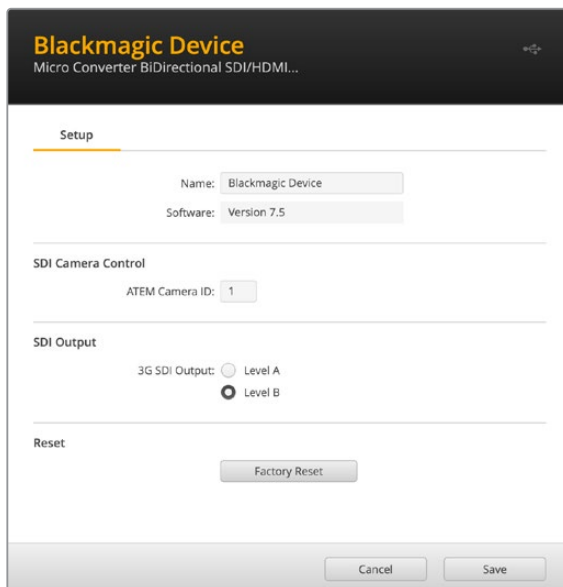 Blackmagic Device
Micro Converter BiDirectional SDI/HDMI...
Setup
Name: Blackmagic Device
Software: Version 7.5
SDI Camera Control
ATEM Camera ID: 1
SDI Output
3G SDI Output: Level A
Level B
Reset
Factory Reset
Cancel Save